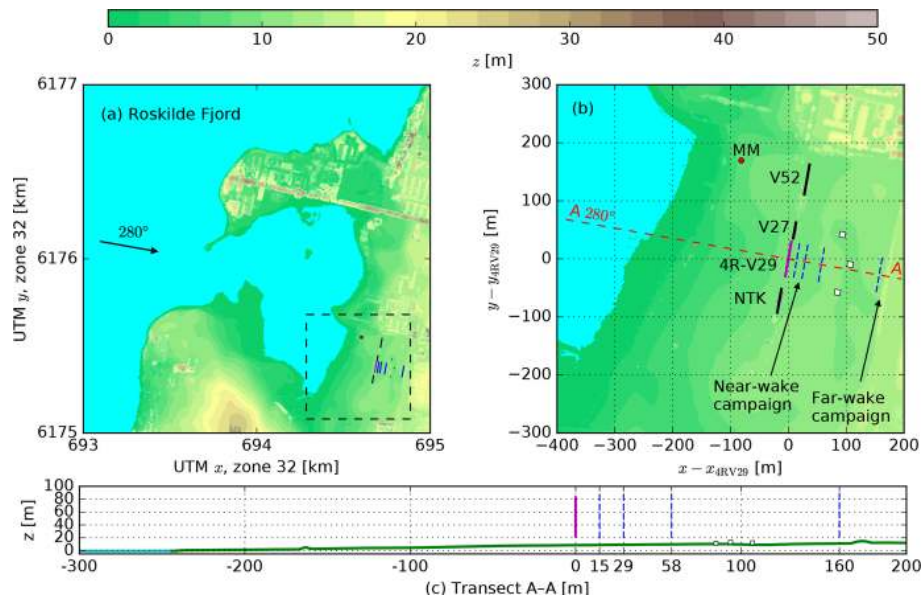 0 10 20 30 40 50
z [m]
6177
6176
6175
UTM y, zone 32 [km]
(a) Roskilde Fjord
280°
693 694 695
UTM x, zone 32 [km]
300
200
100
0
−100
−200
−300
y − y4RV29 [m]
(b)
MM
V52
A 280°
V27
4R-V29
A
NTK
Near-wake
campaign
Far-wake
campaign
−400 −300 −200 −100 0 100 200
x − x4RV29 [m]
100
80
60
40
20
0
z [m]
-300 -200 -100 0 15 29 58 100 160 200
(c) Transect A–A [m]